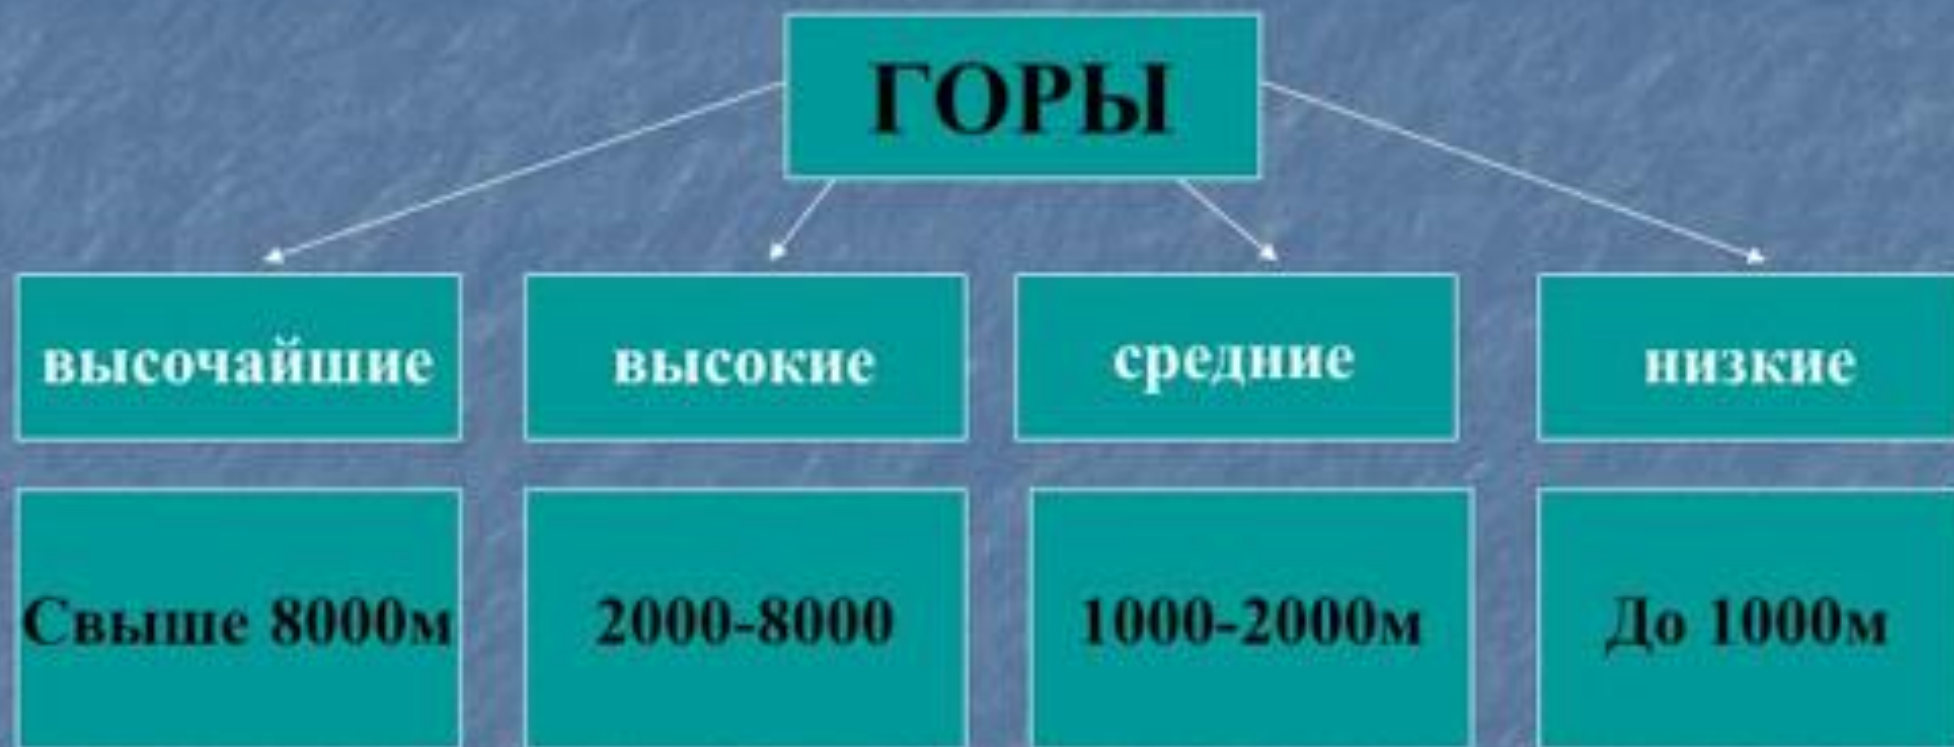 ГОРЫ
высочайшие
высокие
средние
низкие
Свыше 8000м
2000-8000
1000-2000м
До 1000м